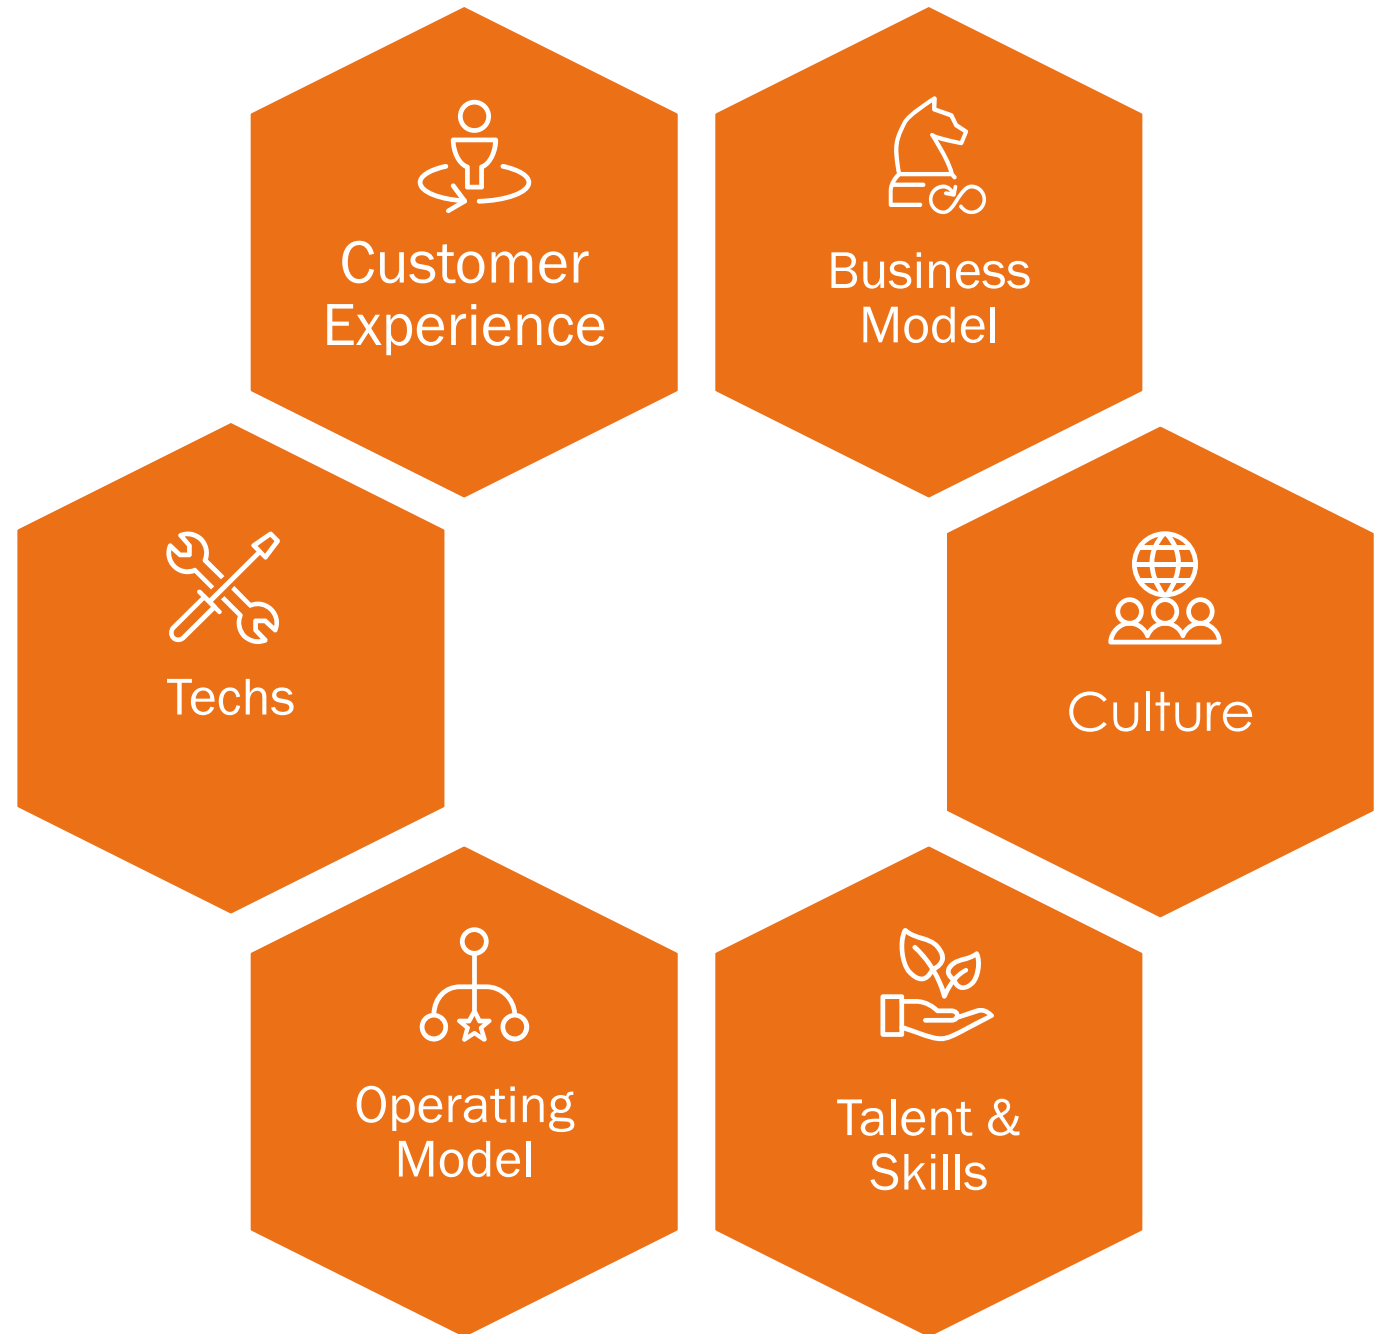 Customer
Experience
Business
Model
Techs
Culture
Operating
Model
Talent &
Skills